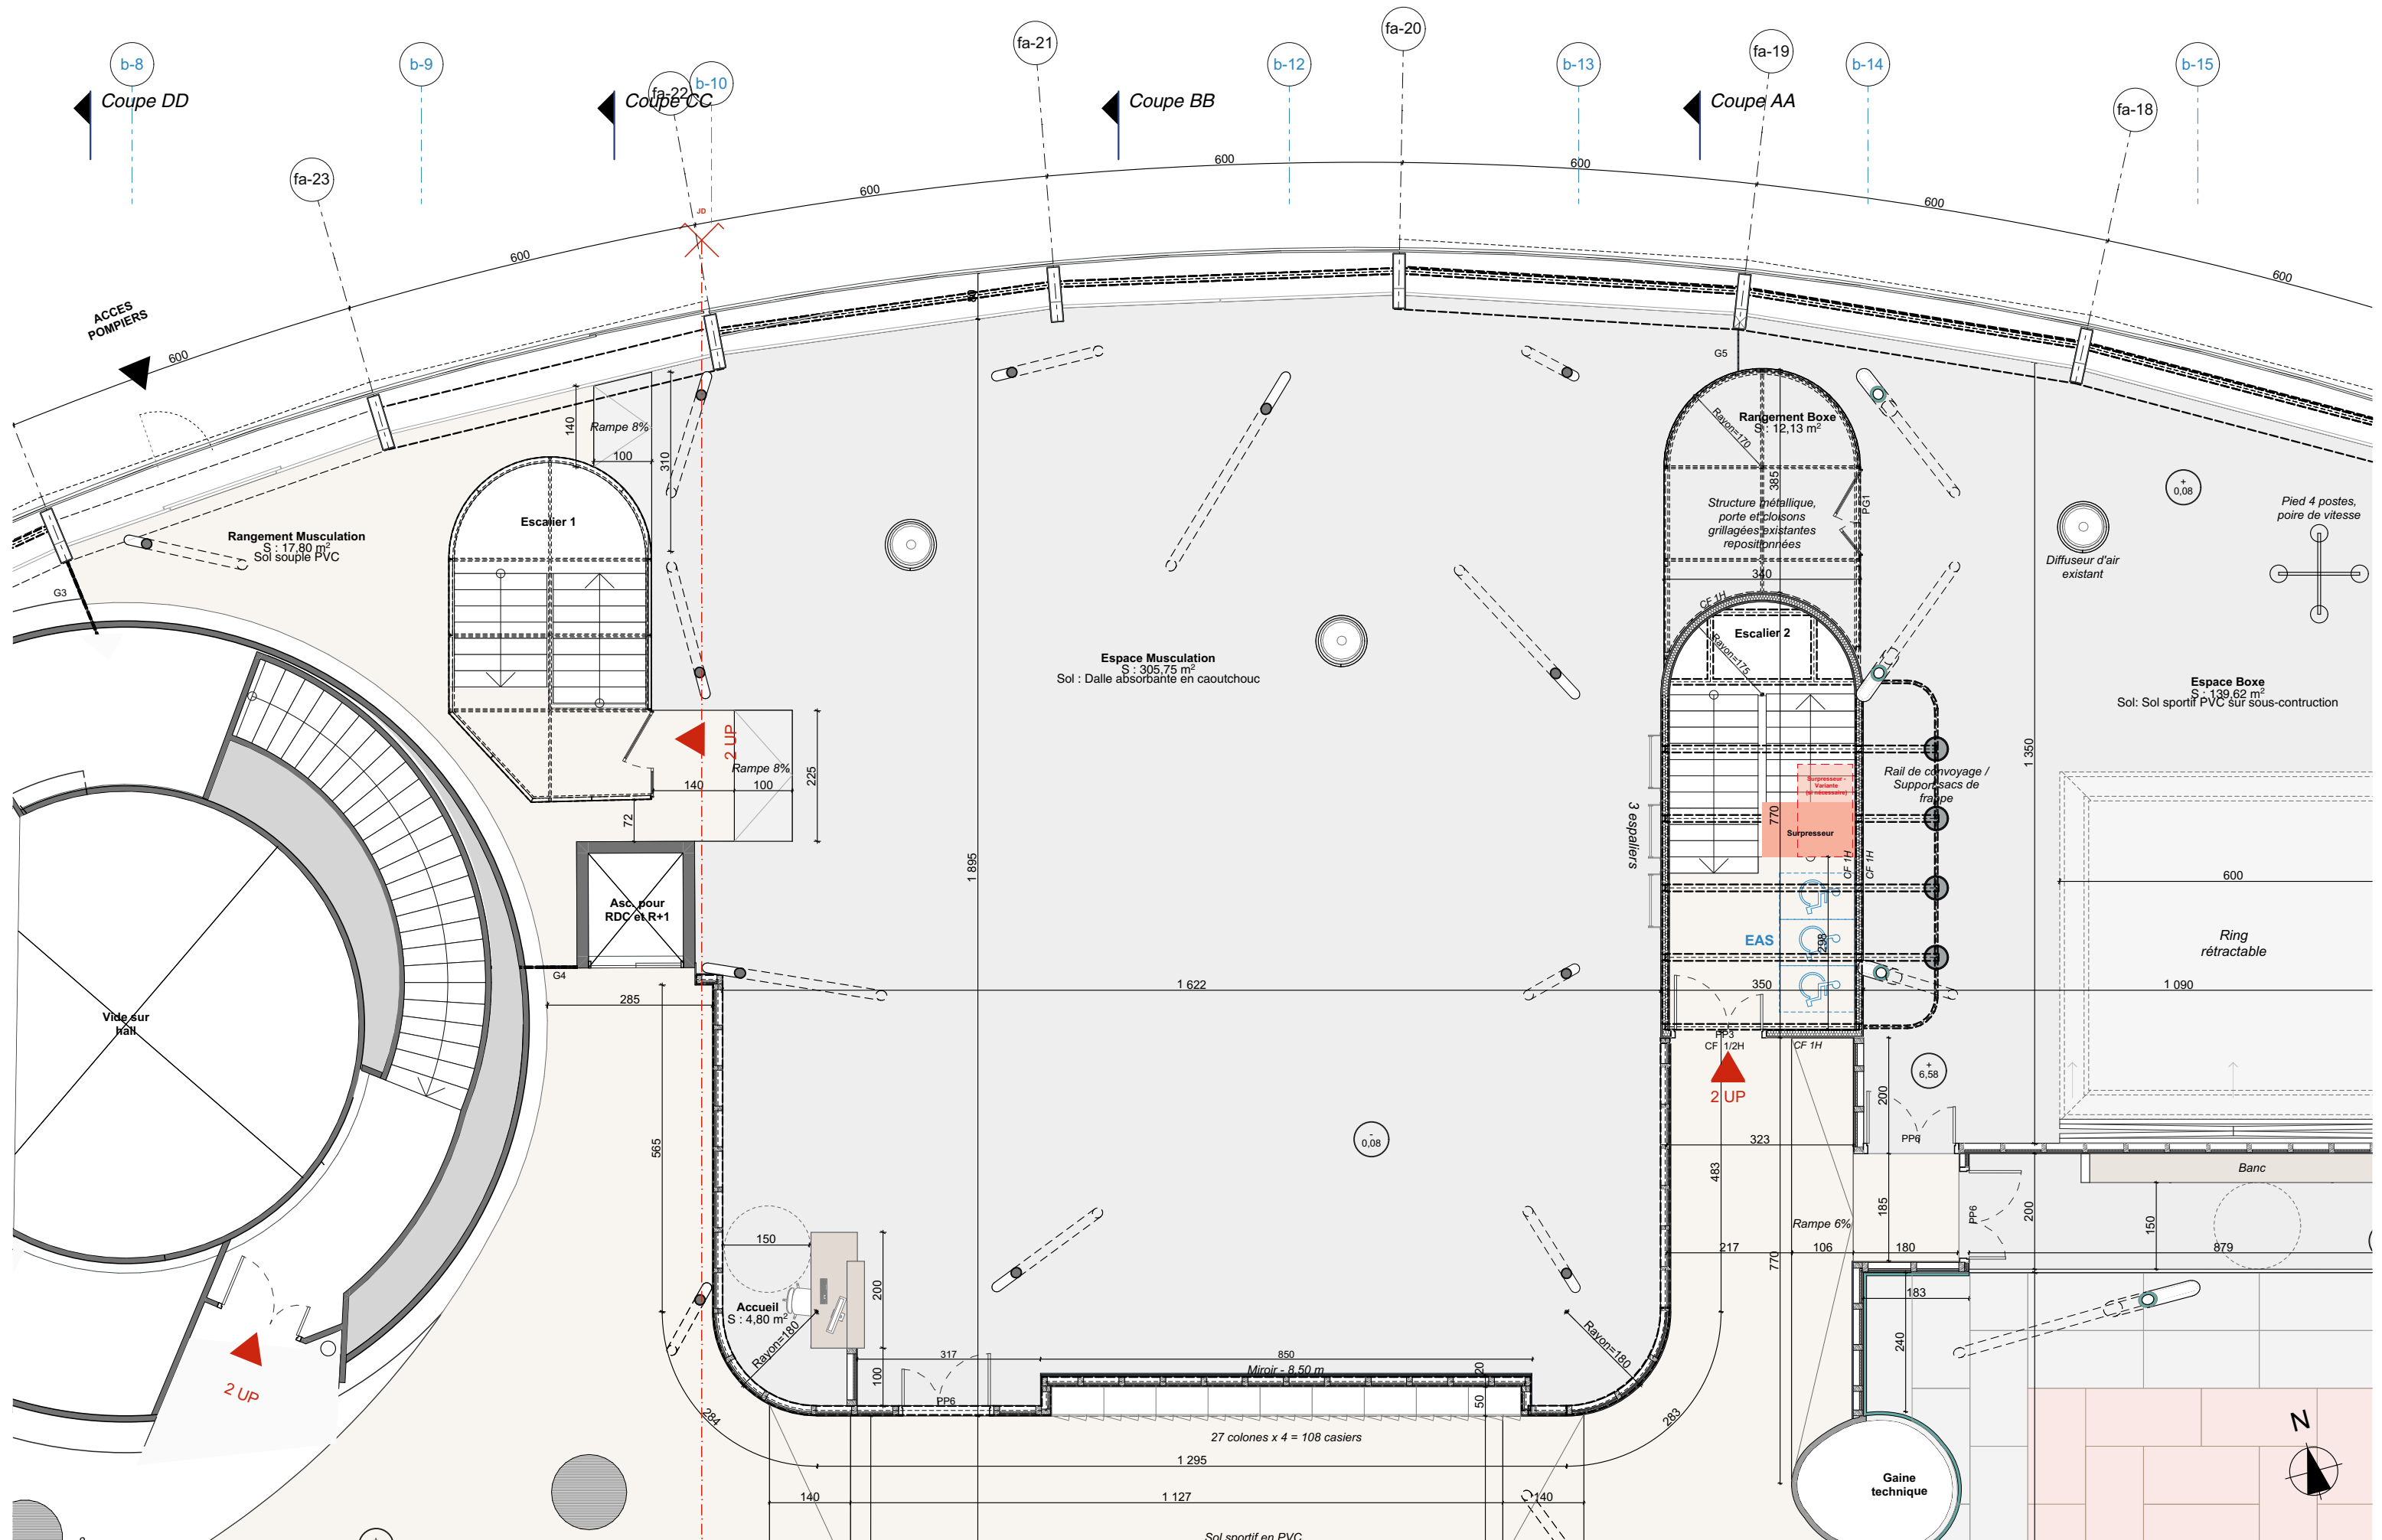 fa-20
fa-21
fa-19
b-8
b-9
b-10
fa-22
b-12
b-13
b-14
b-15
Coupe DD
Coupe CC
Coupe BB
Coupe AA
fa-18
fa-23
600
600
600
600
600
600
600
JD
ACCES
POMPIERS
Rampe 8%
140
100
310
G5
Rangement Boxe
S : 12,13 m²
Rayon=170
385
Structure métallique,
porte et cloisons
grillagées existantes
repositionnées
PG1
340
CF 1H
Escalier 2
Rayon=175
+
0,08
Pied 4 postes,
poire de vitesse
Diffuseur d'air
existant
Escalier 1
Rangement Musculation
S : 17,80 m²
Sol souple PVC
G3
Espace Musculation
S : 305,75 m²
Sol : Dalle absorbante en caoutchouc
Espace Boxe
S : 139,62 m²
Sol: Sol sportif PVC sur sous-contruction
2 UP
Rampe 8%
140
100
225
72
1 350
Rail de convoyage /
Support sacs de
frappe
Surpresseur -
Variante
(si nécessaire)
Surpresseur
770
3 espaliers
CF 1H
CF 1H
1 895
600
Asc. pour
RDC et R+1
EAS
298
Ring
rétractable
G4
285
1 622
350
1 090
Vide sur
hall
PP3
CF 1/2H
CF 1H
2 UP
+
6,58
200
PP6
-
0,08
323
565
483
Banc
185
PP6
200
150
Rampe 6%
150
217
106
180
879
770
200
Accueil
S : 4,80 m²
Rayon=180
Rayon=180
183
240
317
850
Miroir - 8,50 m
20
100
50
PP6
2 UP
284
283
27 colones x 4 = 108 casiers
1 295
140
1 127
140
N
Gaine
technique
Sol sportif en PVC